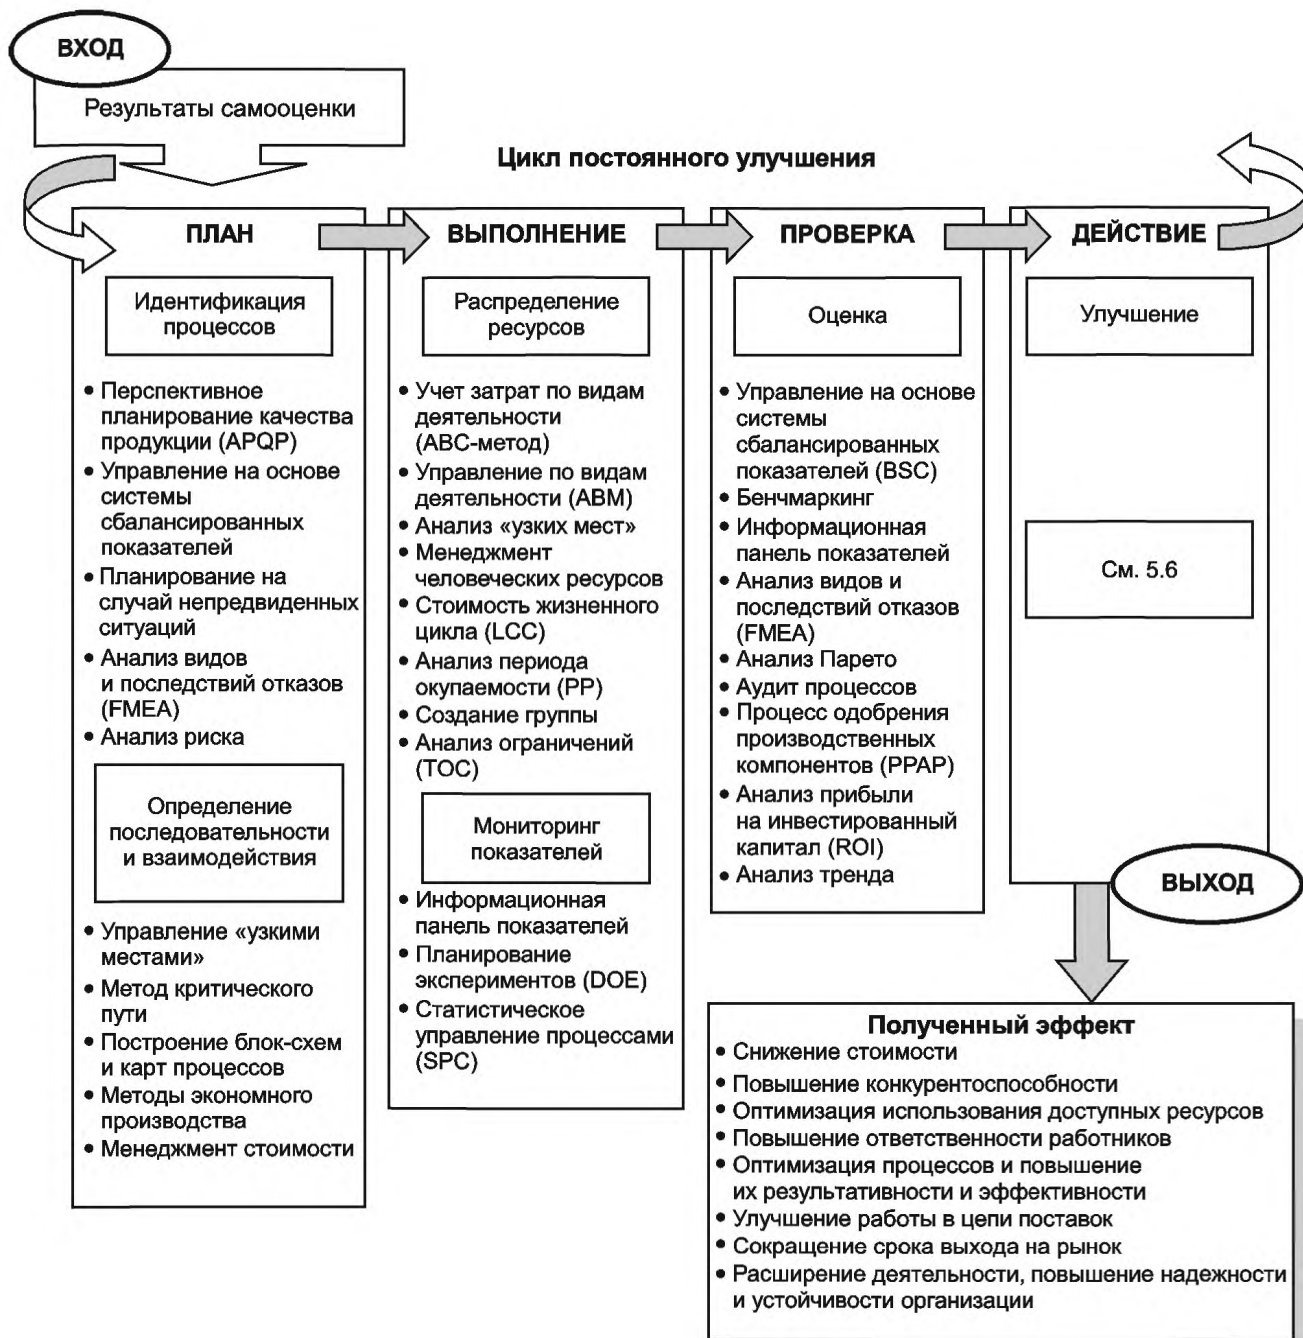 ВХОД
Результаты самооценки
Цикл постоянного улучшения
ПЛАН
Идентификация
процессов
• Перспективное
планирование качества
продукции (APQP)
• Управление на основе
системы
сбалансированных
показателей
• Планирование на
случай непредвиденных
ситуаций
• Анализ видов
и последствий отказов
(FMEA)
• Анализ риска
Определение
последовательности
и взаимодействия
• Управление «узкими
местами»
• Метод критического
пути
• Построение блок-схем
и карт процессов
• Методы экономного
производства
• Менеджмент стоимости
ВЫПОЛНЕНИЕ
Распределение
ресурсов
• Учет затрат по видам
деятельности
(ABC-метод)
• Управление по видам
деятельности (ABM)
• Анализ «узких мест»
• Менеджмент
человеческих ресурсов
• Стоимость жизненного
цикла (LCC)
• Анализ периода
окупаемости (PP)
• Создание группы
• Анализ ограничений
(TOC)
Мониторинг
показателей
• Информационная
панель показателей
• Планирование
экспериментов (DOE)
• Статистическое
управление процессами
(SPC)
ПРОВЕРКА
Оценка
• Управление на основе
системы
сбалансированных
показателей (BSC)
• Бенчмаркинг
• Информационная
панель показателей
• Анализ видов и
последствий отказов
(FMEA)
• Анализ Парето
• Аудит процессов
• Процесс одобрения
производственных
компонентов (PPAP)
• Анализ прибыли
на инвестированный
капитал (ROI)
• Анализ тренда
ДЕЙСТВИЕ
Улучшение
См. 5.6
ВЫХОД
Полученный эффект
• Снижение стоимости
• Повышение конкурентоспособности
• Оптимизация использования доступных ресурсов
• Повышение ответственности работников
• Оптимизация процессов и повышение
их результативности и эффективности
• Улучшение работы в цепи поставок
• Сокращение срока выхода на рынок
• Расширение деятельности, повышение надежности
и устойчивости организации